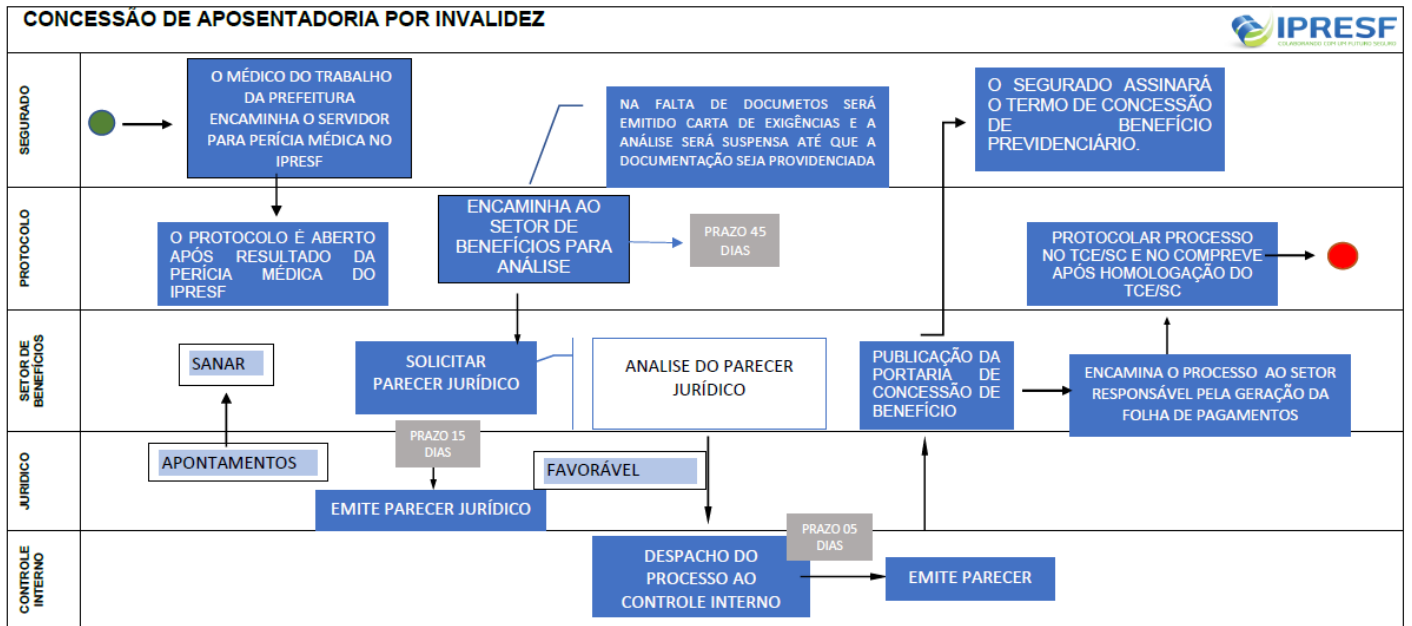 CONCESSÃO DE APOSENTADORIA POR INVALIDEZ
IPRESF
COLABORANDO COM UM FUTURO SEGURO
SEGURADO
O MÉDICO DO TRABALHO
DA PREFEITURA
ENCAMINHA O SERVIDOR
PARA PERÍCIA MÉDICA NO
IPRESF
NA FALTA DE DOCUMETOS SERÁ
EMITIDO CARTA DE EXIGÊNCIAS E A
ANÁLISE SERÁ SUSPENSA ATÉ QUE A
DOCUMENTAÇÃO SEJA PROVIDENCIADA
O SEGURADO ASSINARÁ
O TERMO DE CONCESSÃO
DE BENEFÍCIO
PREVIDENCIÁRIO.
PROTOCOLO
O PROTOCOLO É ABERTO
APÓS RESULTADO DA
PERÍCIA MÉDICA DO
IPRESF
ENCAMINHA AO
SETOR DE
BENEFÍCIOS PARA
ANÁLISE
PRAZO 45
DIAS
PROTOCOLAR PROCESSO
NO TCE/SC E NO COMPREVE
APÓS HOMOLOGAÇÃO DO
TCE/SC
SETOR DE
BENEFÍCIOS
SANAR
SOLICITAR
PARECER JURÍDICO
ANALISE DO PARECER
JURÍDICO
PUBLICAÇÃO DA
PORTARIA DE
CONCESSÃO DE
BENEFÍCIO
ENCAMINA O PROCESSO AO SETOR
RESPONSÁVEL PELA GERAÇÃO DA
FOLHA DE PAGAMENTOS
JURIDICO
APONTAMENTOS
PRAZO 15
DIAS
EMITE PARECER JURÍDICO
FAVORÁVEL
CONTROLE
INTERNO
DESPACHO DO
PROCESSO AO
CONTROLE INTERNO
PRAZO 05
DIAS
EMITE PARECER